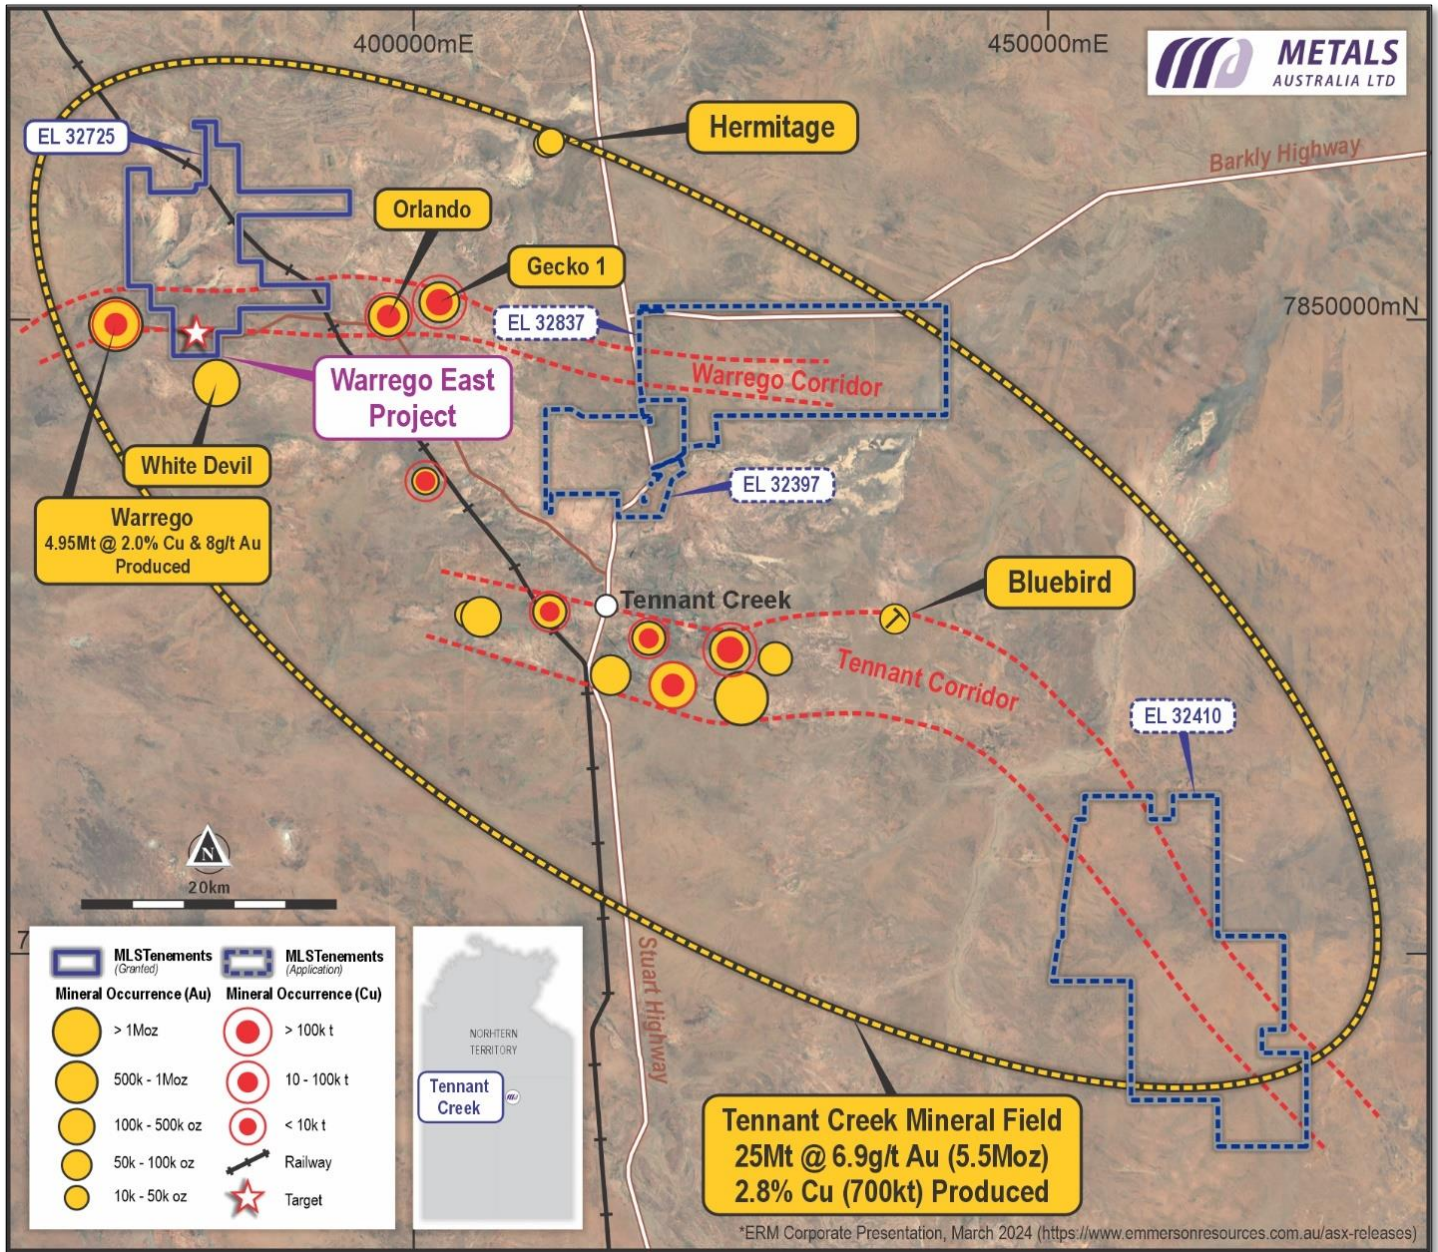 400000mE
450000mE
METALS
AUSTRALIA LTD
EL 32725
Hermitage
Barkly Highway
Orlando
Gecko 1
7850000mN
EL 32837
Warrego East
Project
Warrego Corridor
White Devil
EL 32397
Warrego
4.95Mt @ 2.0% Cu & 8g/t Au
Produced
Bluebird
Tennant Creek
Tennant Corridor
EL 32410
N
20km
7
Stuart Highway
MLSTenements
(Granted)
MLSTenements
(Application)
Mineral Occurrence (Au)
Mineral Occurrence (Cu)
> 1Moz
> 100k t
500k - 1Moz
10 - 100k t
100k - 500k oz
< 10k t
50k - 100k oz
Railway
10k - 50k oz
Target
NORHTERN
TERRITORY
Tennant
Creek
Tennant Creek Mineral Field
25Mt @ 6.9g/t Au (5.5Moz)
2.8% Cu (700kt) Produced
*ERM Corporate Presentation, March 2024 (https://www.emmersonresources.com.au/asx-releases)